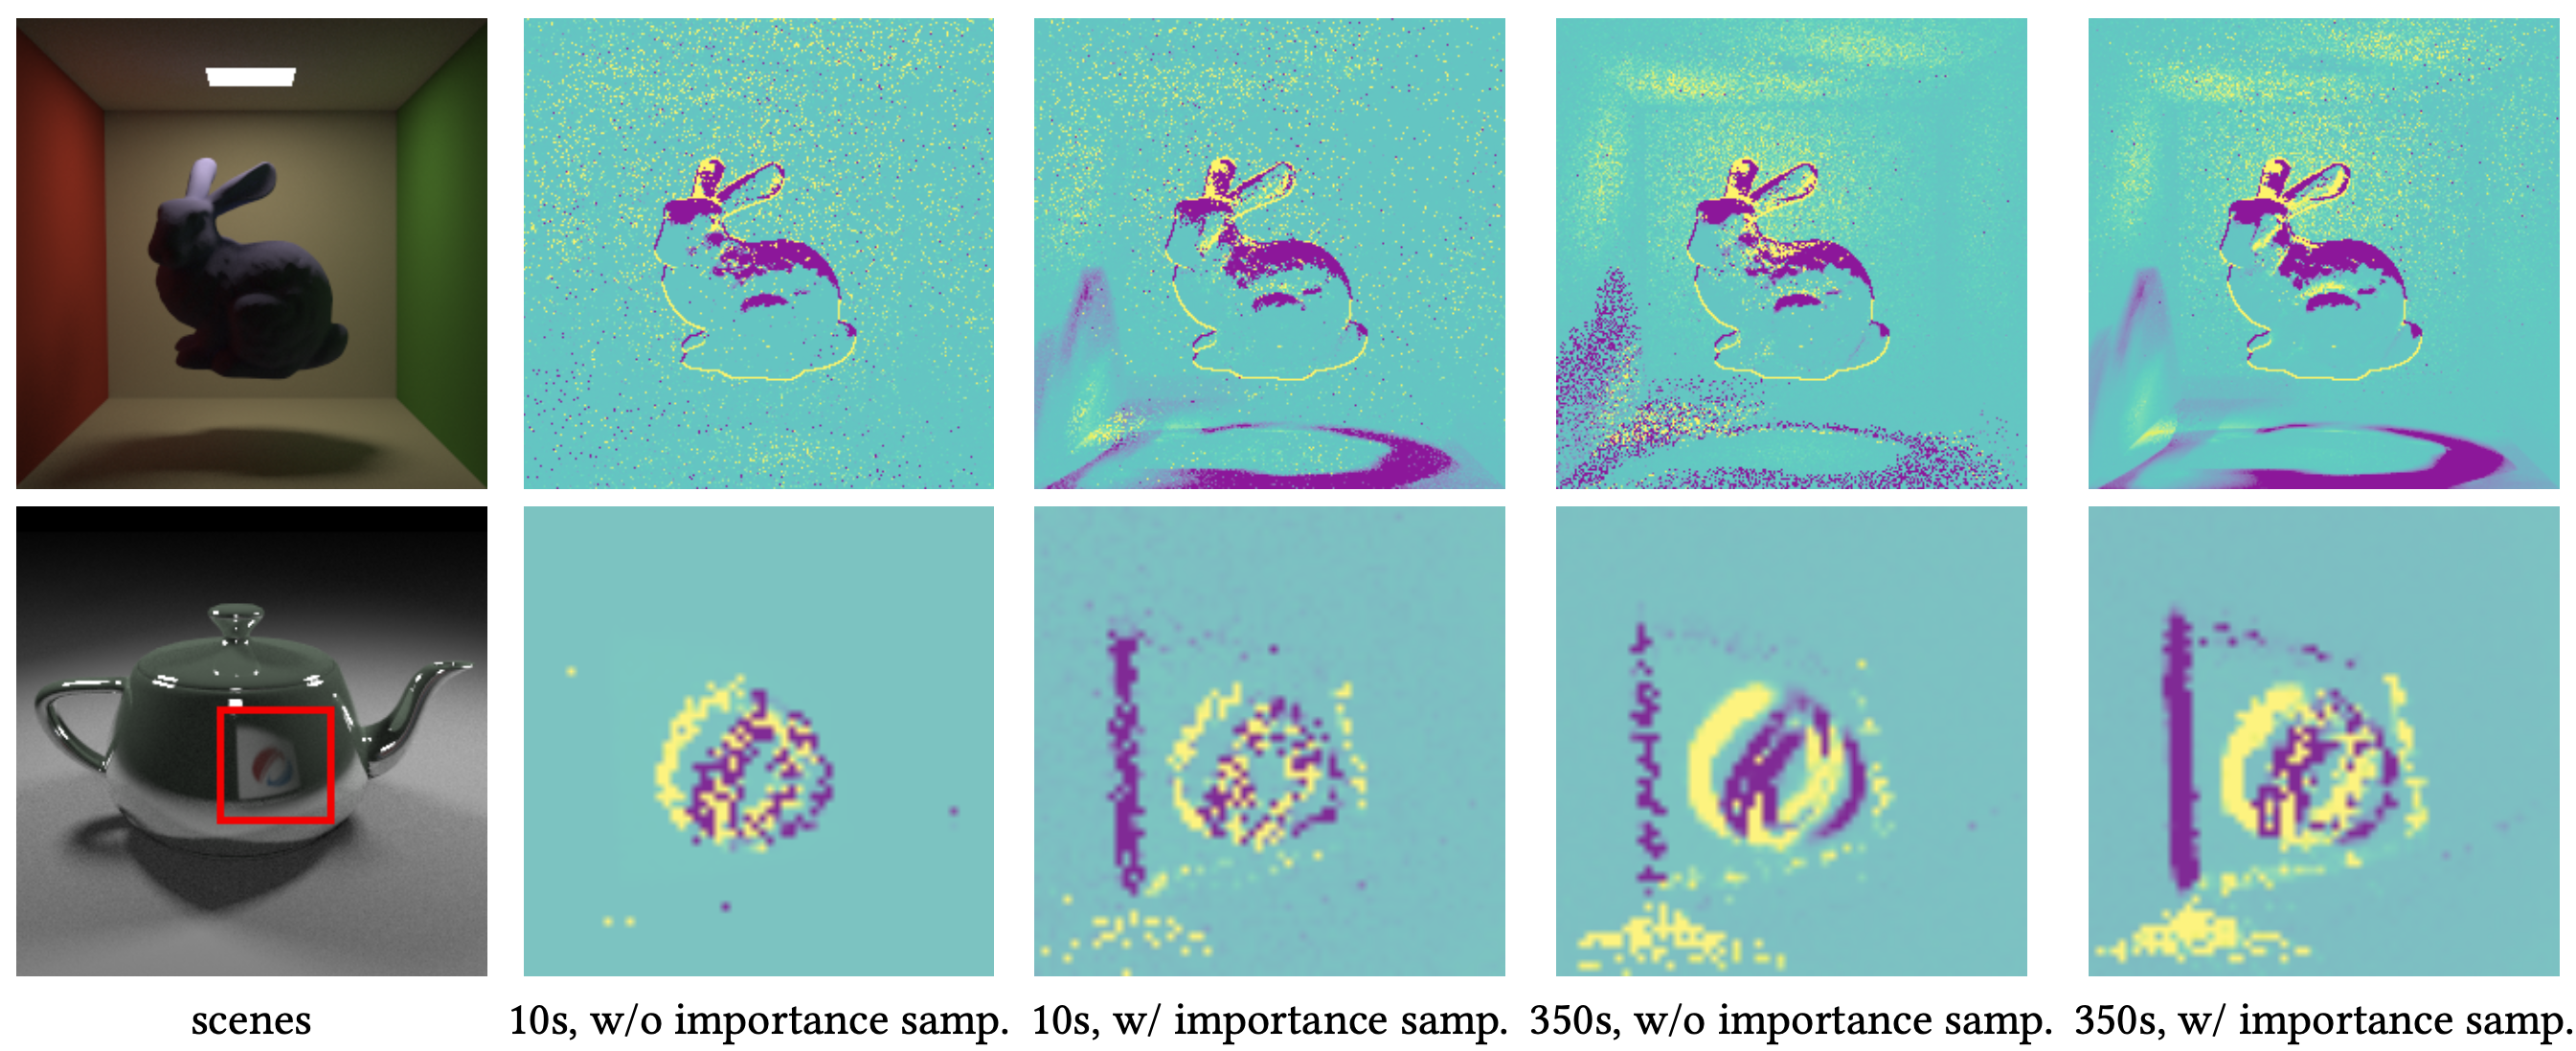 scenes
10s, w/o importance samp.
10s, w/ importance samp.
350s, w/o importance samp.
350s, w/ importance samp.